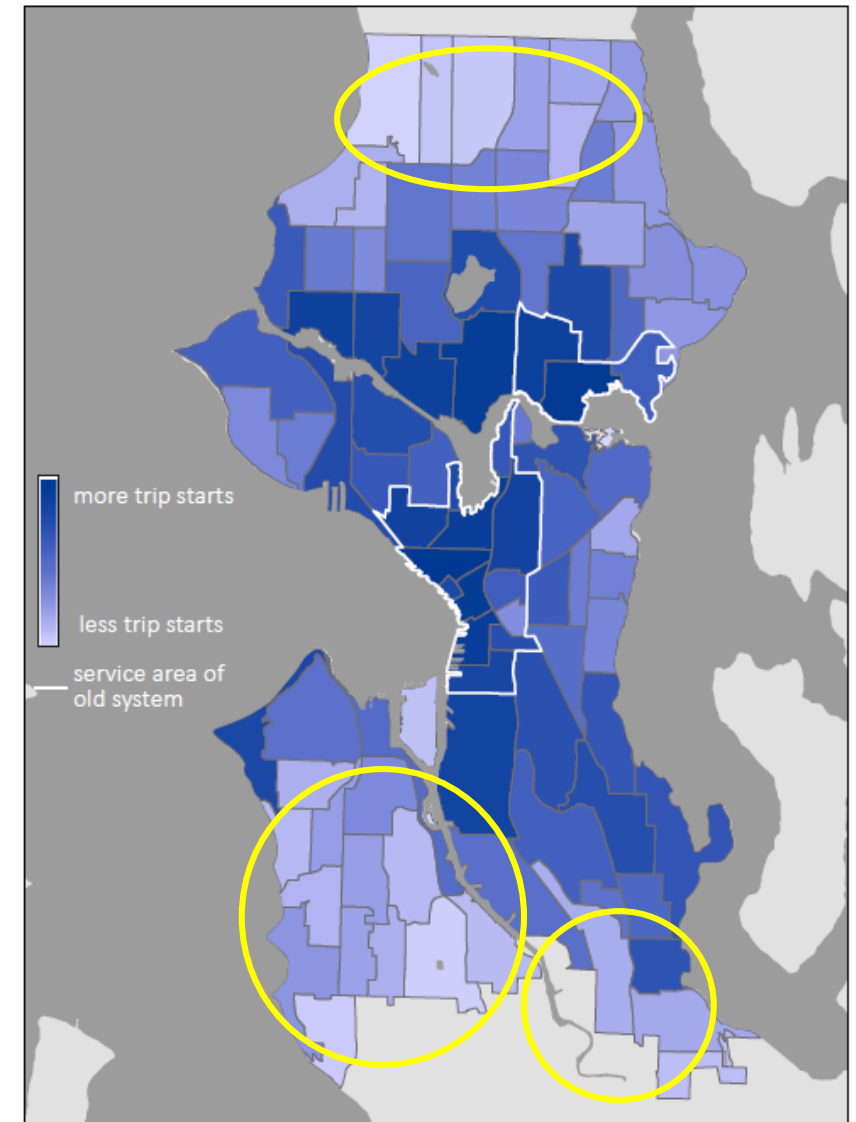 more trip starts
less trip starts
service area of
old system